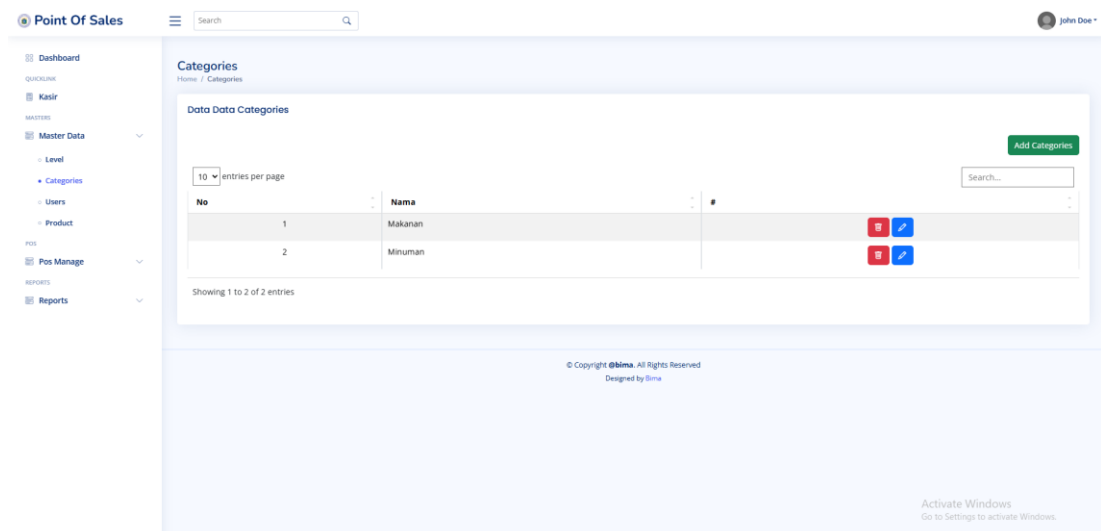 Point Of Sales
Search
John Doe
Dashboard
QUICKLINK
Kasir
MASTERS
Master Data
Level
Categories
Users
Product
POS
Pos Manage
REPORTS
Reports
Categories
Home / Categories
Data Data Categories
Add Categories
10 entries per page
Search...
No Nama #
1 Makanan
2 Minuman
Showing 1 to 2 of 2 entries
© Copyright @bima. All Rights Reserved
Designed by Bima
Activate Windows
Go to Settings to activate Windows.